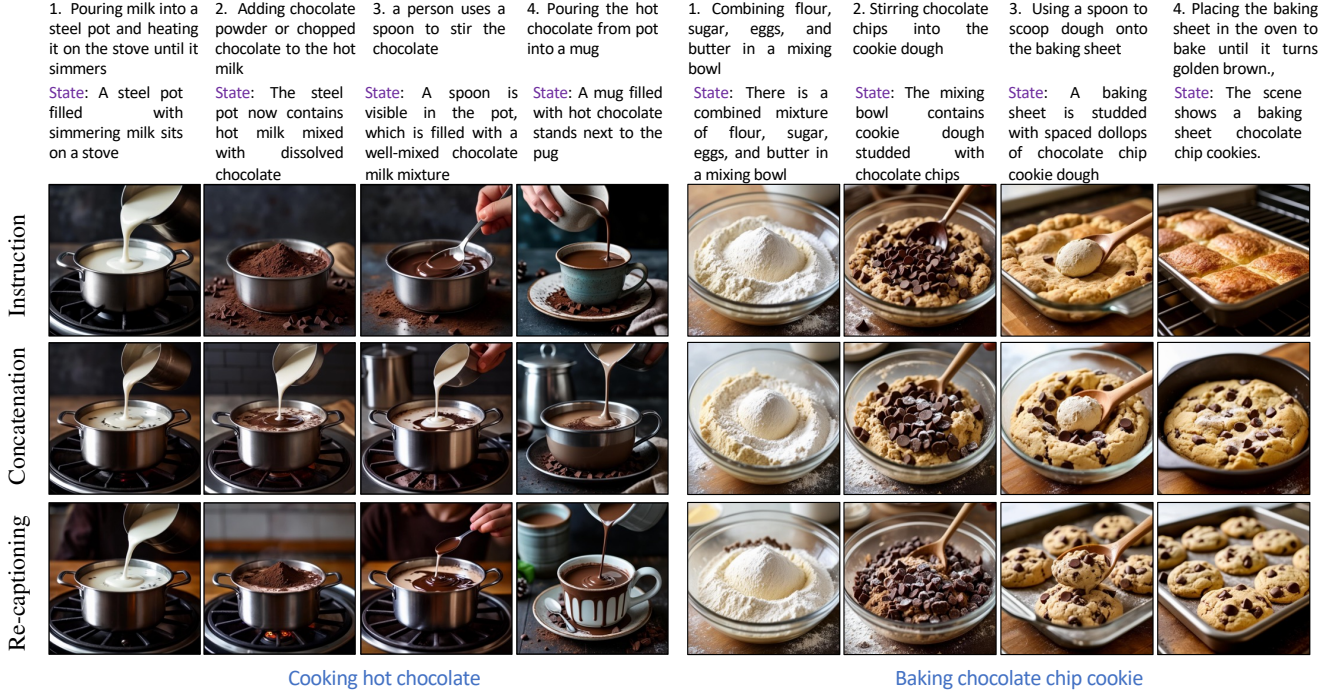 1. Pouring milk into a
steel pot and heating
it on the stove until it
simmers
State: A steel pot
filled with
simmering milk sits
on a stove
2. Adding chocolate
powder or chopped
chocolate to the hot
milk
State: The steel
pot now contains
hot milk mixed
with dissolved
chocolate
3. a person uses a
spoon to stir the
chocolate
State: A spoon is
visible in the pot,
which is filled with a
well-mixed chocolate
milk mixture
4. Pouring the hot
chocolate from pot
into a mug
State: A mug filled
with hot chocolate
stands next to the
pug
1. Combining flour,
sugar, eggs, and
butter in a mixing
bowl
State: There is a
combined mixture
of flour, sugar,
eggs, and butter in
a mixing bowl
2. Stirring chocolate
chips into the
cookie dough
State: The mixing
bowl contains
cookie dough
studded with
chocolate chips
3. Using a spoon to
scoop dough onto
the baking sheet
State: A baking
sheet is studded
with spaced dollops
of chocolate chip
cookie dough
4. Placing the baking
sheet in the oven to
bake until it turns
golden brown.,
State: The scene
shows a baking
sheet chocolate
chip cookies.
Instruction
Concatenation
Re-captioning
Cooking hot chocolate
Baking chocolate chip cookie